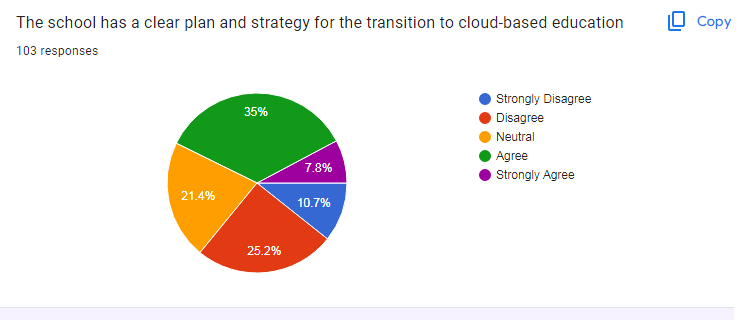 The school has a clear plan and strategy for the transition to cloud-based education
Copy
103 responses
35%
7.8%
21.4%
10.7%
25.2%
Strongly Disagree
Disagree
Neutral
Agree
Strongly Agree